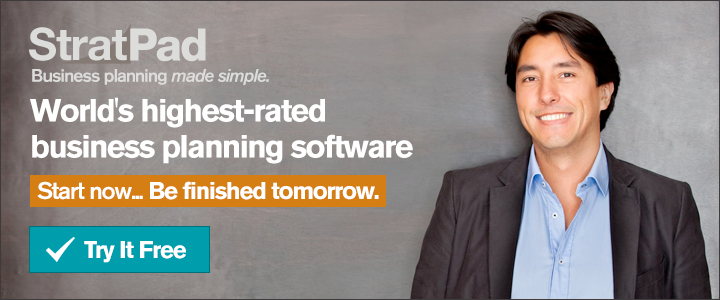 StratPad
Business planning made simple.
World's highest-rated
business planning software
Start now... Be finished tomorrow.
Try It Free